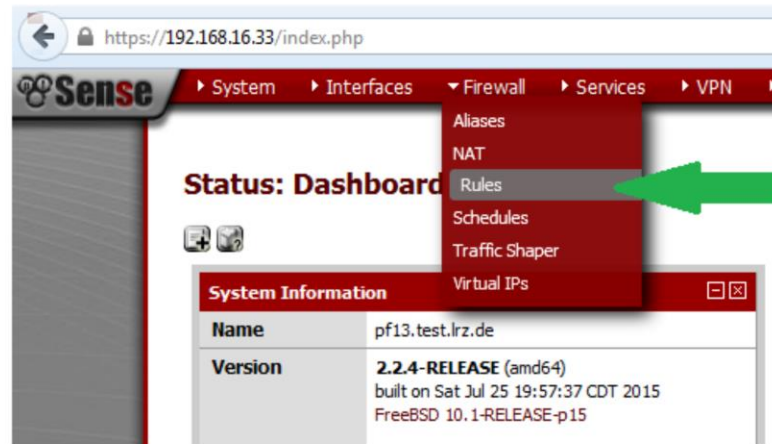 https://192.168.16.33/index.php
Sense
System Interfaces Firewall Services VPN
Aliases
NAT
Rules
Schedules
Traffic Shaper
Virtual IPs
Status: Dashboard
System Information
Name pf13.test.lrz.de
Version 2.2.4-RELEASE (amd64)
built on Sat Jul 25 19:57:37 CDT 2015
FreeBSD 10.1-RELEASE-p15